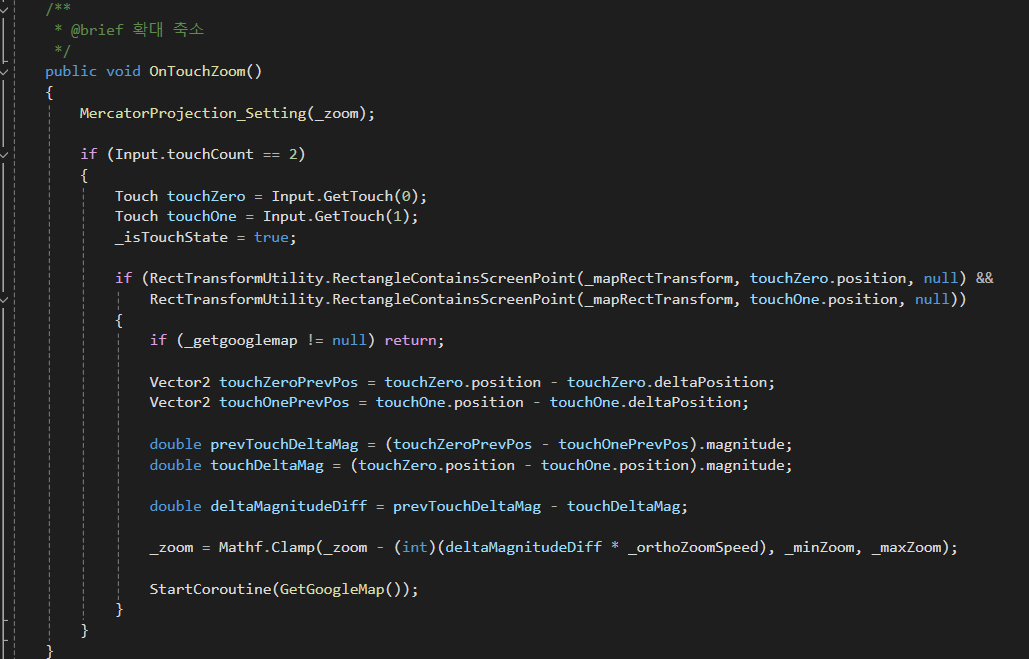 /**
 * @brief 확대 축소
 */
public void OnTouchZoom()
{
    MercatorProjection_Setting(_zoom);

    if (Input.touchCount == 2)
    {
        Touch touchZero = Input.GetTouch(0);
        Touch touchOne = Input.GetTouch(1);
        _isTouchState = true;

        if (RectTransformUtility.RectangleContainsScreenPoint(_mapRectTransform, touchZero.position, null) &&
            RectTransformUtility.RectangleContainsScreenPoint(_mapRectTransform, touchOne.position, null))
        {
            if (_getgooglemap != null) return;

            Vector2 touchZeroPrevPos = touchZero.position - touchZero.deltaPosition;
            Vector2 touchOnePrevPos = touchOne.position - touchOne.deltaPosition;

            double prevTouchDeltaMag = (touchZeroPrevPos - touchOnePrevPos).magnitude;
            double touchDeltaMag = (touchZero.position - touchOne.position).magnitude;

            double deltaMagnitudeDiff = prevTouchDeltaMag - touchDeltaMag;

            _zoom = Mathf.Clamp(_zoom - (int)(deltaMagnitudeDiff * _orthoZoomSpeed), _minZoom, _maxZoom);

            StartCoroutine(GetGoogleMap());
        }
    }
}